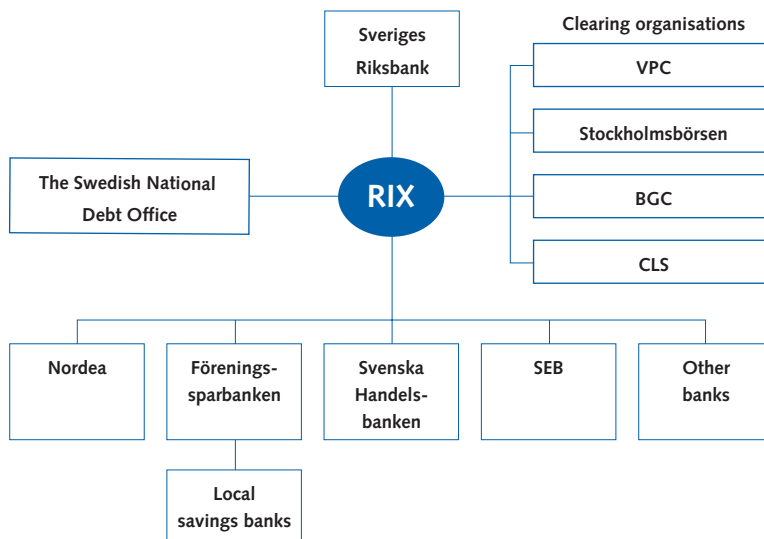 Sveriges
Riksbank
Clearing organisations
VPC
Stockholmsbörsen
BGC
CLS
The Swedish National
Debt Office
RIX
Nordea
Förenings-
sparbanken
Svenska
Handels-
banken
SEB
Other
banks
Local
savings banks